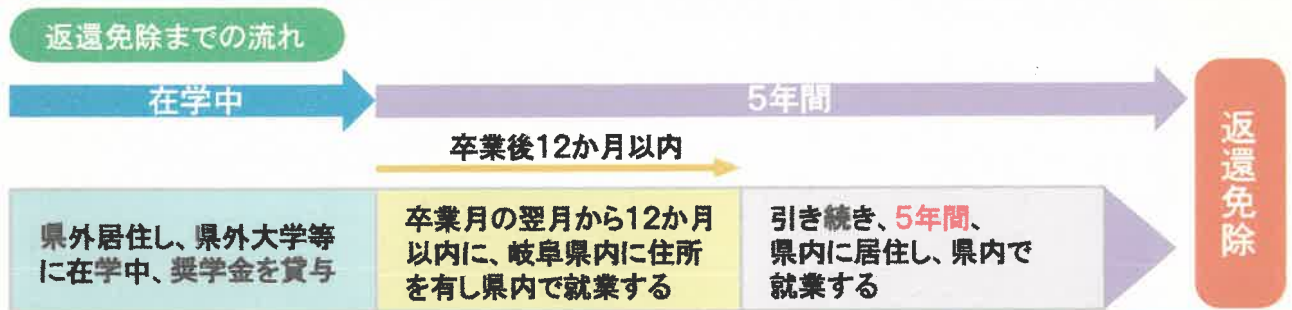 返還免除までの流れ
在学中
5年間
卒業後12か月以内
県外居住し、県外大学等
に在学中、奨学金を貸与
卒業月の翌月から12か月
以内に、岐阜県内に住所
を有し県内で就業する
引き続き、5年間、
県内に居住し、県内で
就業する
返還免除